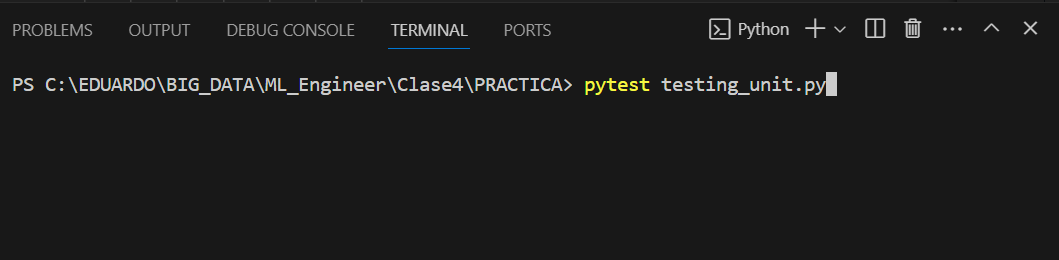 PROBLEMS OUTPUT DEBUG CONSOLE TERMINAL PORTS Python
PS C:\EDUARDO\BIG_DATA\ML_Engineer\Clase4\PRACTICA> pytest testing_unit.py